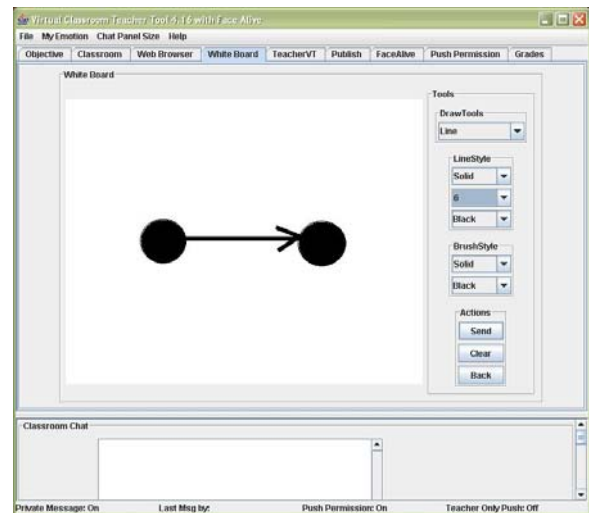 Virtual Classroom Teacher Tool 4.16 with Face Alive
File My Emotion Chat Panel Size Help
Objective Classroom Web Browser White Board TeacherVT Publish FaceAlive Push Permission Grades
White Board
Tools
DrawTools
Line
LineStyle
Solid
6
Black
BrushStyle
Solid
Black
Actions
Send
Clear
Back
Classroom Chat
Private Message: On Last Msg by: Push Permission: On Teacher Only Push: Off